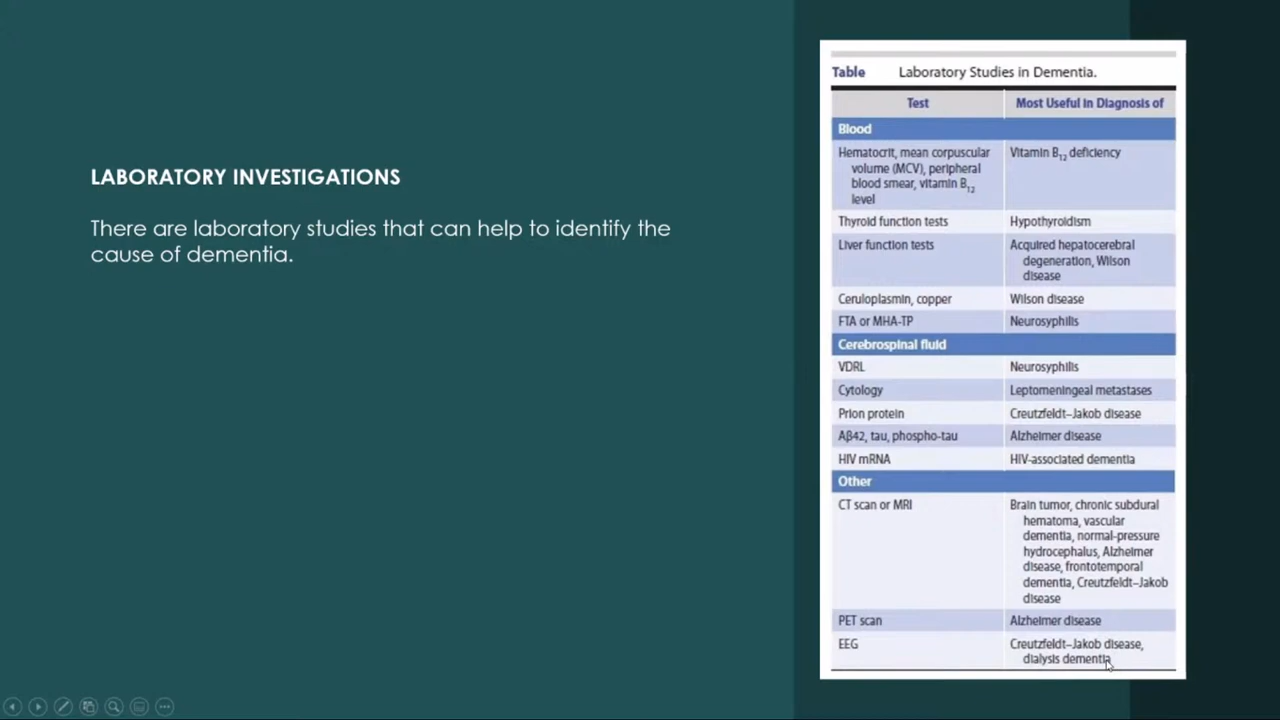 LABORATORY INVESTIGATIONS
There are laboratory studies that can help to identify the
cause of dementia.
Table Laboratory Studies in Dementia.
Test Most Useful in Diagnosis of
Blood
Hematocrit, mean corpuscular Vitamin B12 deficiency
volume (MCV), peripheral
blood smear, vitamin B12
level
Thyroid function tests Hypothyroidism
Liver function tests Acquired hepatocerebral
degeneration, Wilson
disease
Ceruloplasmin, copper Wilson disease
FTA or MHA-TP Neurosyphilis
Cerebrospinal fluid
VDRL Neurosyphilis
Cytology Leptomeningeal metastases
Prion protein Creutzfeldt–Jakob disease
Aβ42, tau, phospho-tau Alzheimer disease
HIV mRNA HIV-associated dementia
Other
CT scan or MRI Brain tumor, chronic subdural
hematoma, vascular
dementia, normal-pressure
hydrocephalus, Alzheimer
disease, frontotemporal
dementia, Creutzfeldt–Jakob
disease
PET scan Alzheimer disease
EEG Creutzfeldt–Jakob disease,
dialysis dementia